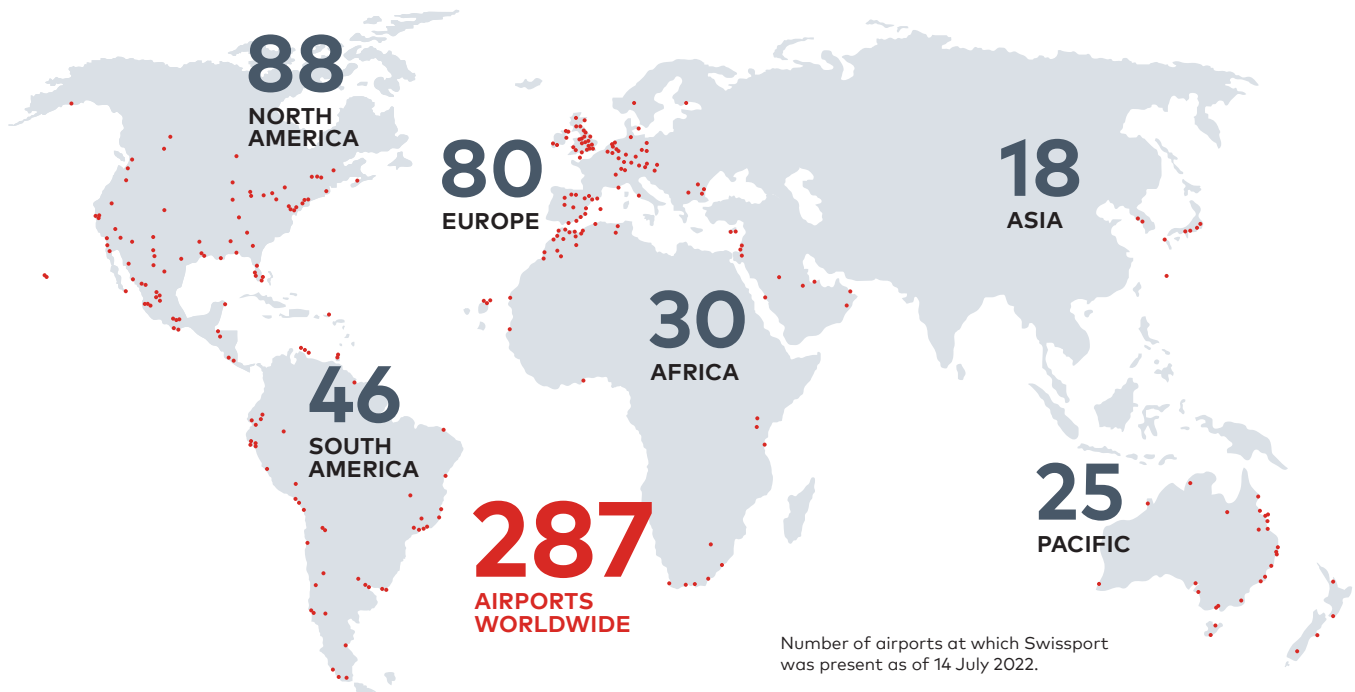 88
NORTH
AMERICA
80
EUROPE
18
ASIA
30
AFRICA
46
SOUTH
AMERICA
25
PACIFIC
287
AIRPORTS
WORLDWIDE
Number of airports at which Swissport
was present as of 14 July 2022.